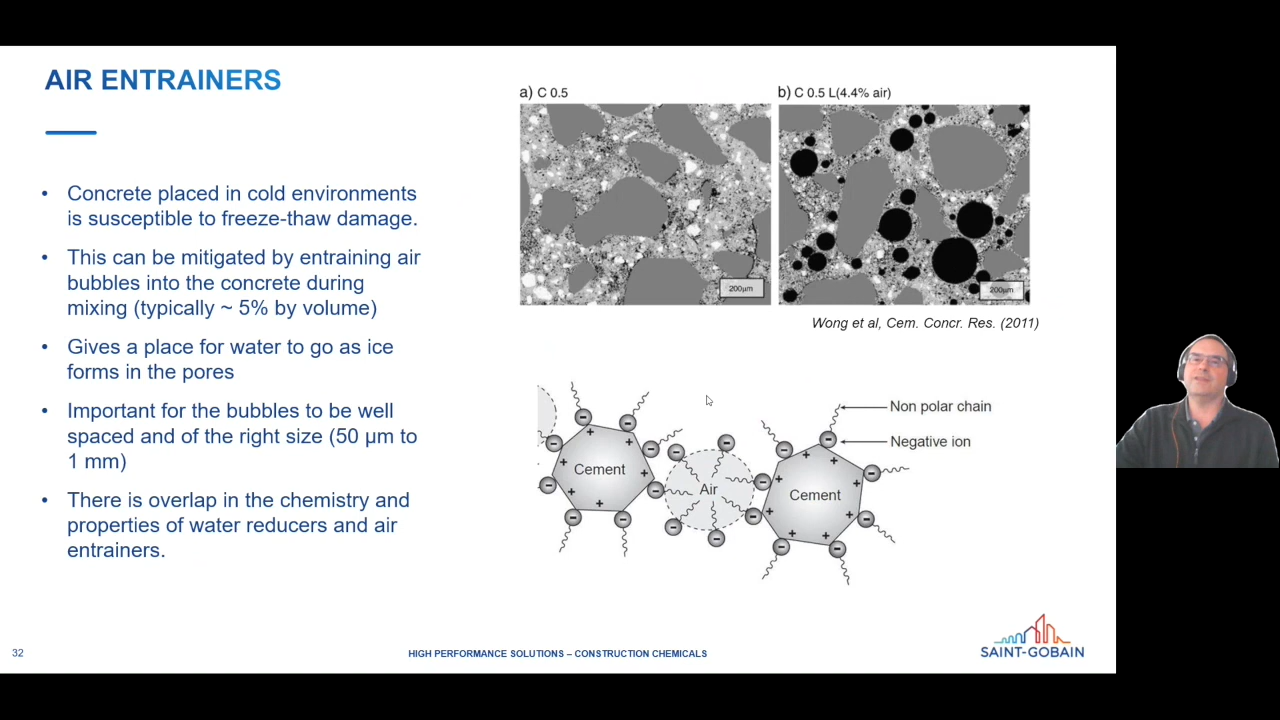 AIR ENTRAINERS
• Concrete placed in cold environments
is susceptible to freeze-thaw damage.
• This can be mitigated by entraining air
bubbles into the concrete during
mixing (typically ~ 5% by volume)
• Gives a place for water to go as ice
forms in the pores
• Important for the bubbles to be well
spaced and of the right size (50 µm to
1 mm)
• There is overlap in the chemistry and
properties of water reducers and air
entrainers.
a) C 0.5
b) C 0.5 L(4.4% air)
200µm
200µm
Wong et al, Cem. Concr. Res. (2011)
Non polar chain
Negative ion
Cement
Air
Cement
32
HIGH PERFORMANCE SOLUTIONS – CONSTRUCTION CHEMICALS
SAINT-GOBAIN